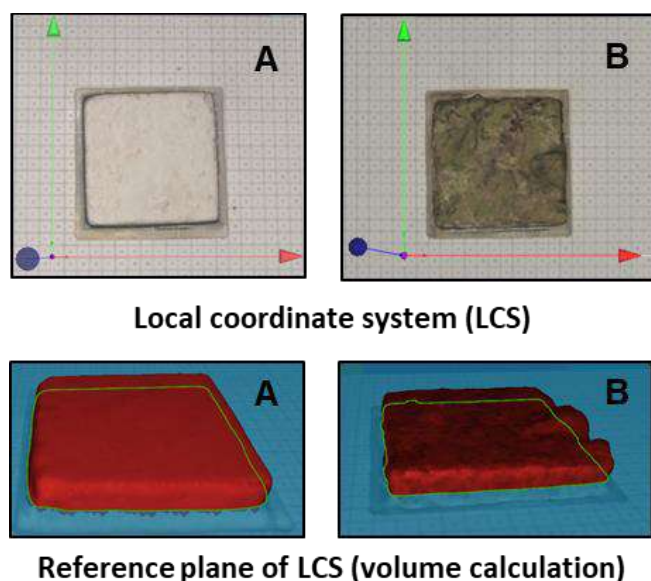 A
B
Local coordinate system (LCS)
A
B
Reference plane of LCS (volume calculation)